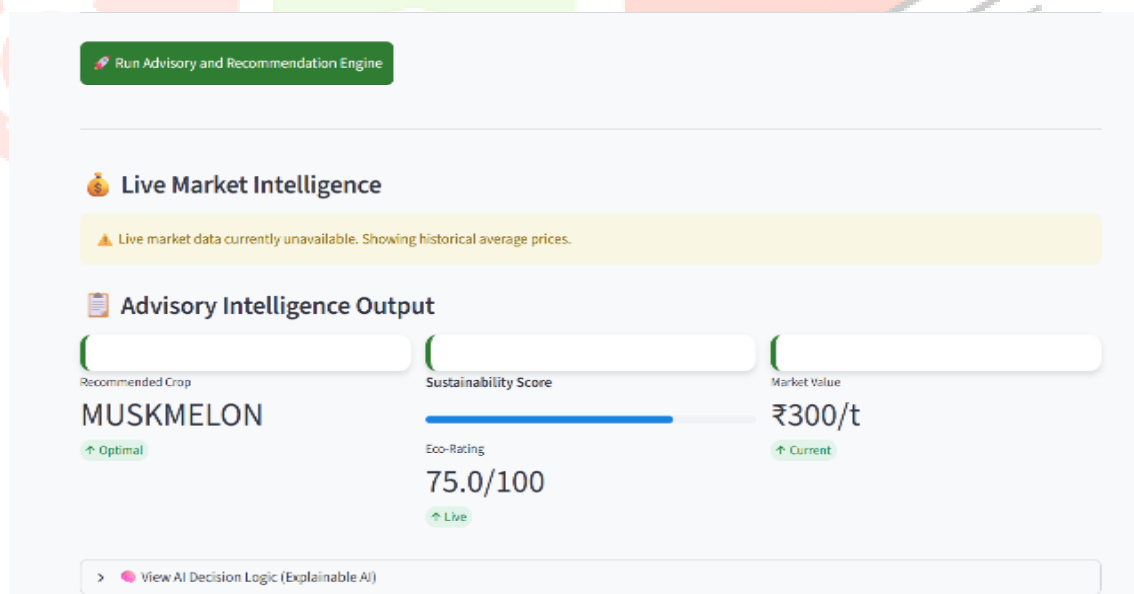 🚀 Run Advisory and Recommendation Engine
💰 Live Market Intelligence
⚠ Live market data currently unavailable. Showing historical average prices.
📋 Advisory Intelligence Output
Recommended Crop
MUSKMELON
↑ Optimal
Sustainability Score
Eco-Rating
75.0/100
↑ Live
Market Value
₹300/t
↑ Current
> 🧠 View AI Decision Logic (Explainable AI)